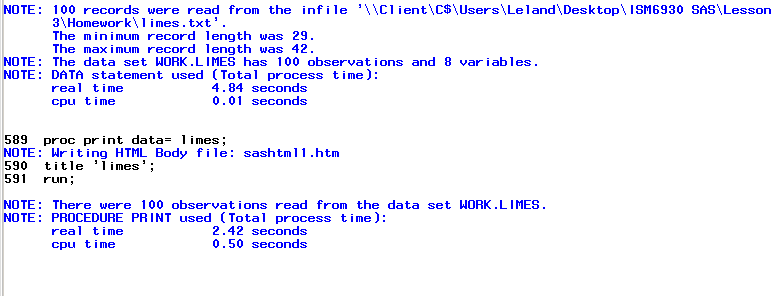 NOTE: 100 records were read from the infile '\\Client\C$\Users\Leland\Desktop\ISM6930 SAS\Lesson
3\Homework\limes.txt'.
The minimum record length was 29.
The maximum record length was 42.
NOTE: The data set WORK.LIMES has 100 observations and 8 variables.
NOTE: DATA statement used (Total process time):
real time 4.84 seconds
cpu time 0.01 seconds
589 proc print data= limes;
NOTE: Writing HTML Body file: sashtml1.htm
590 title 'limes';
591 run;
NOTE: There were 100 observations read from the data set WORK.LIMES.
NOTE: PROCEDURE PRINT used (Total process time):
real time 2.42 seconds
cpu time 0.50 seconds